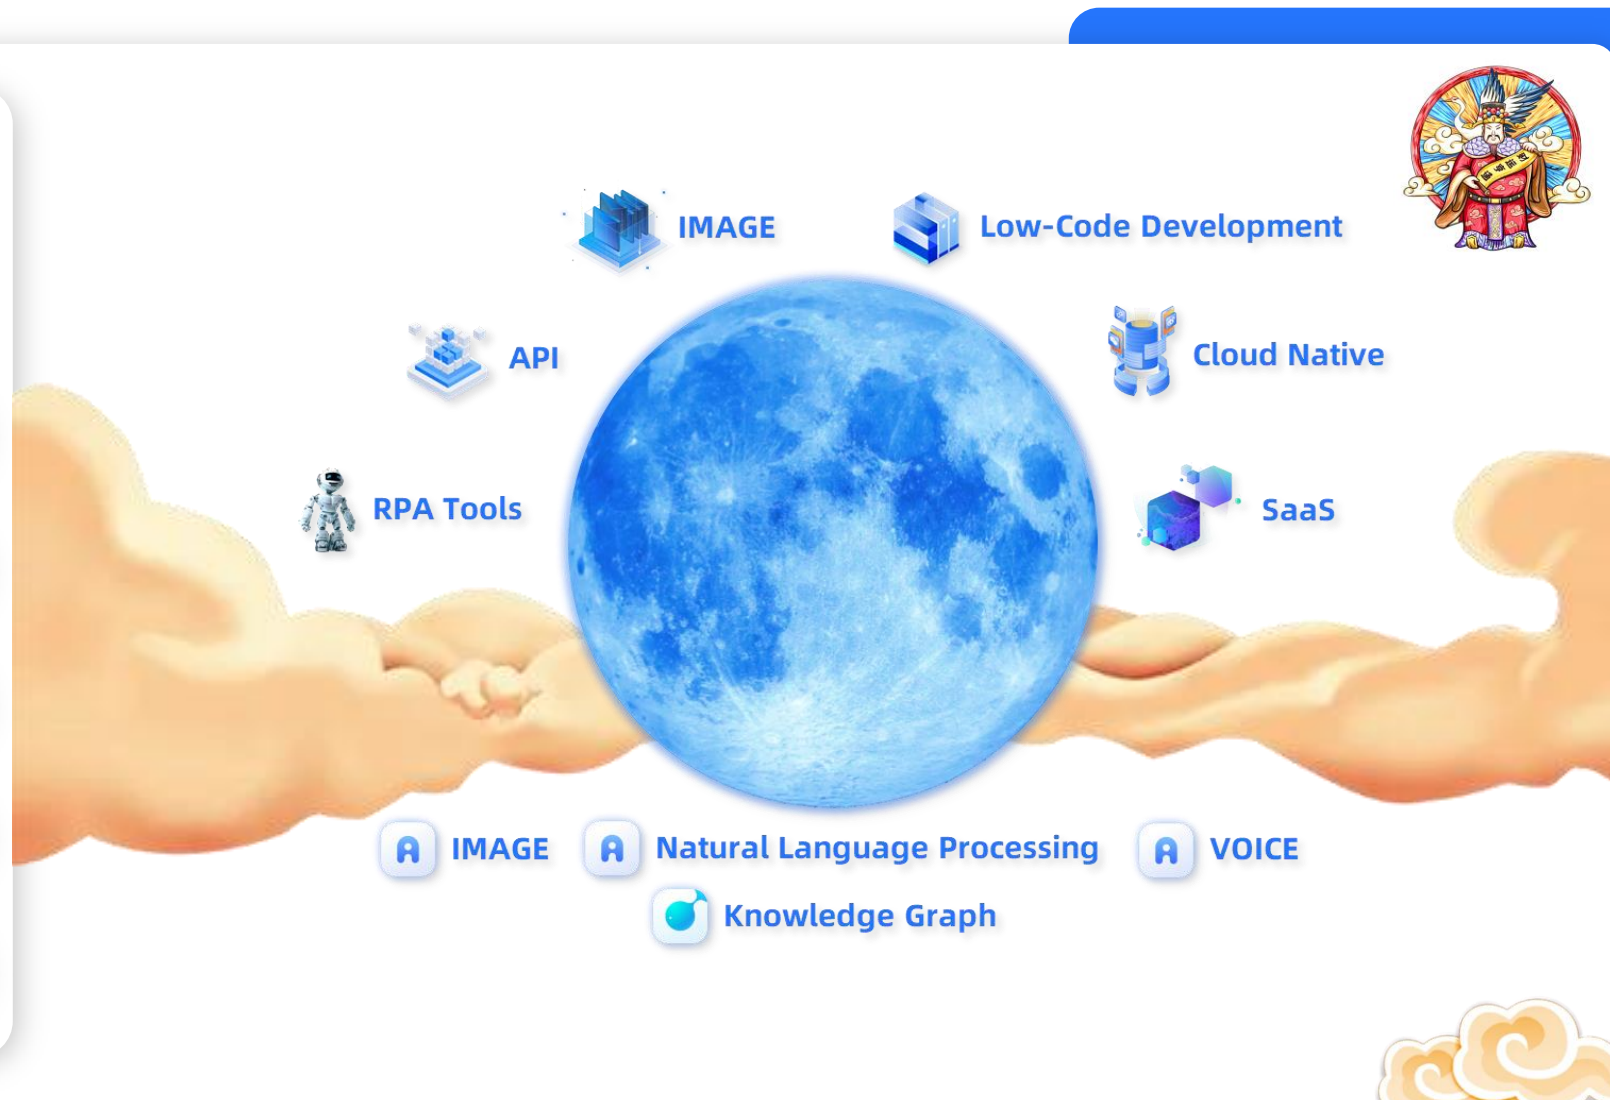 IMAGE
Low-Code Development
API
Cloud Native
RPA Tools
SaaS
IMAGE
Natural Language Processing
VOICE
Knowledge Graph